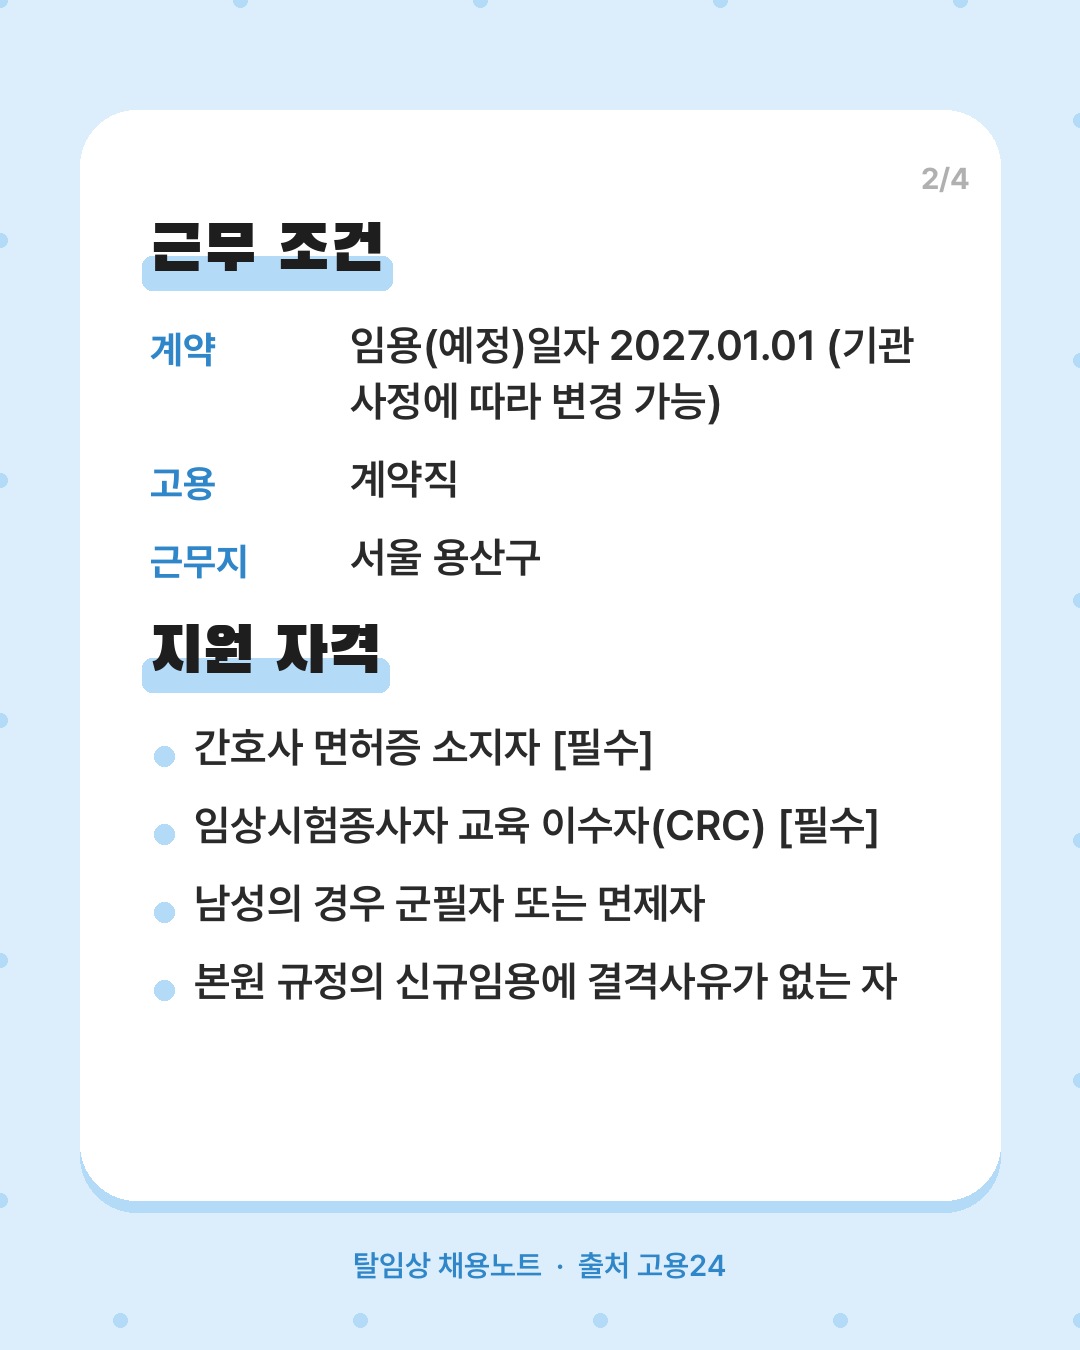 2/4
근무 조건
계약 임용(예정)일자 2027.01.01 (기관
사정에 따라 변경 가능)
고용 계약직
근무지 서울 용산구
지원 자격
간호사 면허증 소지자 [필수]
임상시험종사자 교육 이수자(CRC) [필수]
남성의 경우 군필자 또는 면제자
본원 규정의 신규임용에 결격사유가 없는 자
탈임상 채용노트 · 출처 고용24